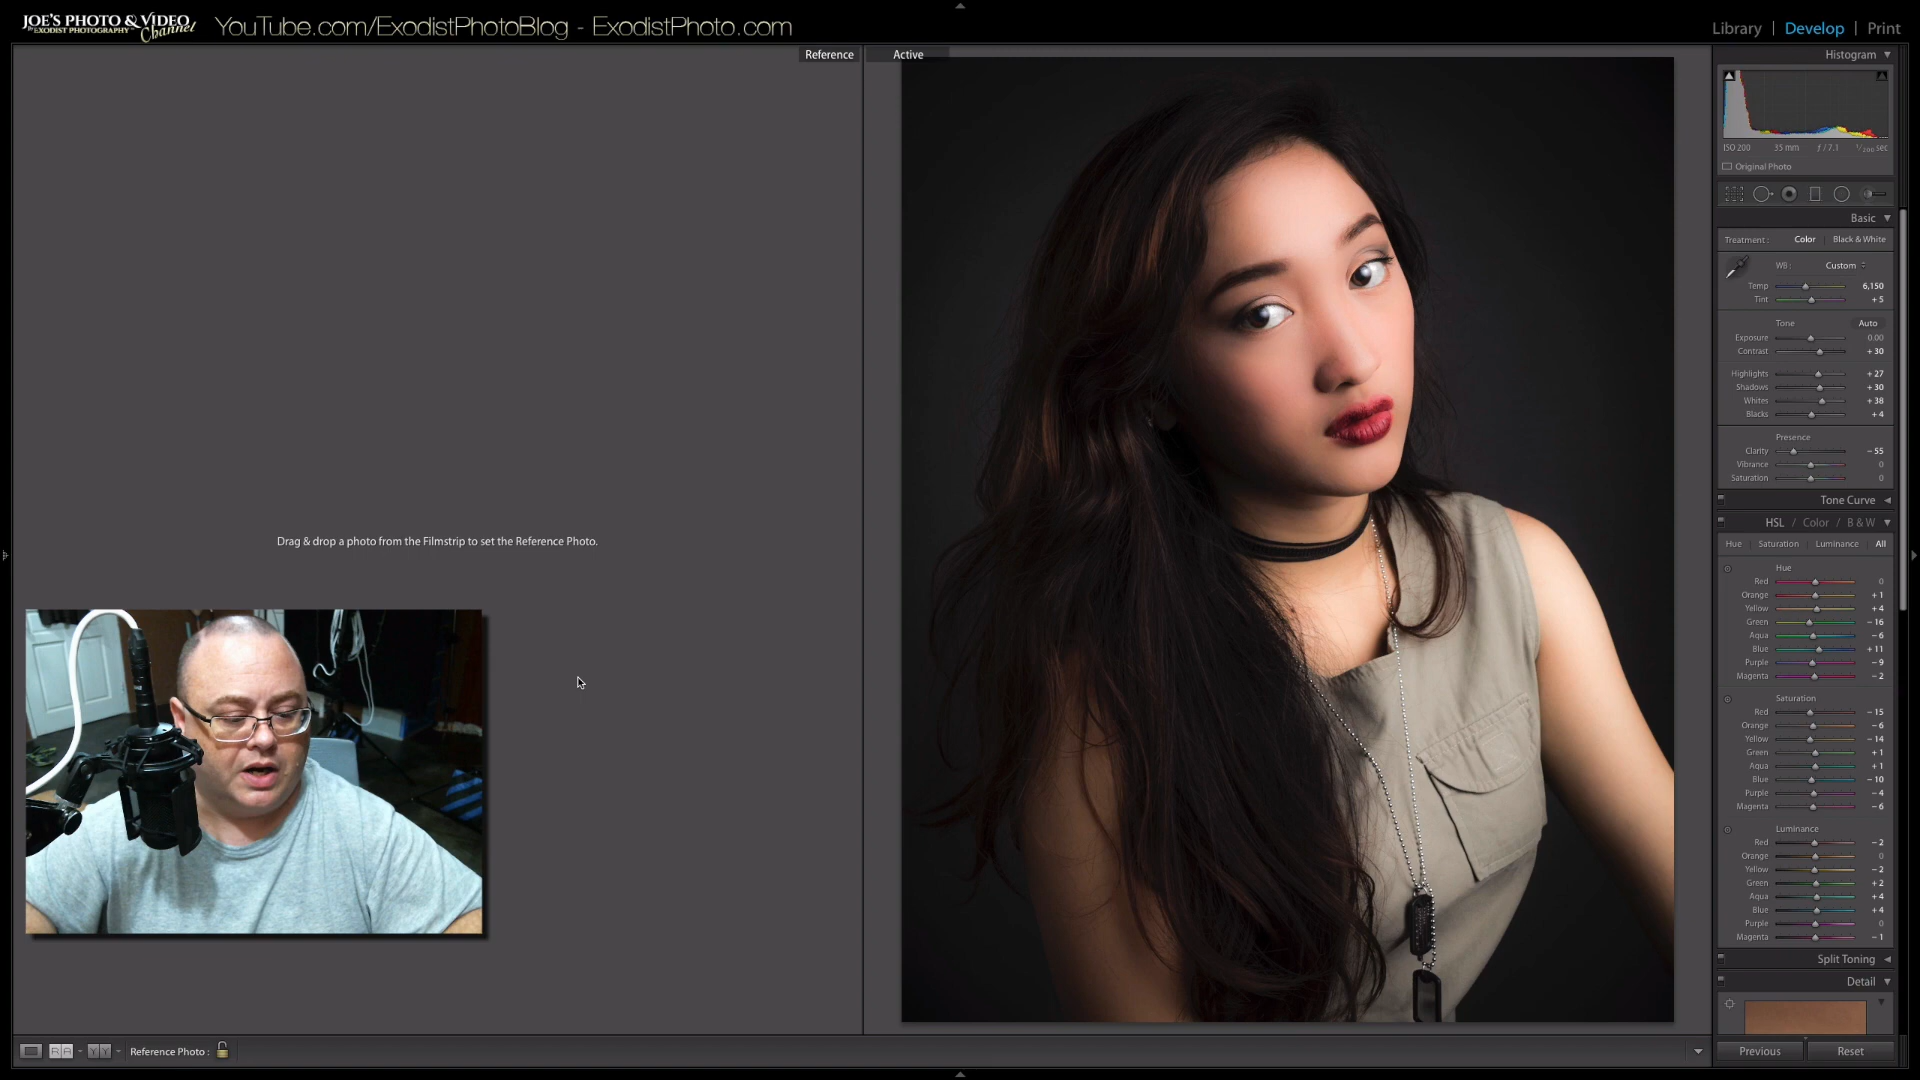 JOE'S PHOTO & VIDEO
BY EXODIST PHOTOGRAPHY
Channel
YouTube.com/ExodistPhotoBlog - ExodistPhoto.com
Library | Develop | Print
Reference
Active
Drag & drop a photo from the Filmstrip to set the Reference Photo.
Histogram
ISO 200 35 mm ƒ / 7.1 1/200 sec
Original Photo
Basic
Treatment : Color | Black & White
WB : Custom
Temp 6,150
Tint + 5
Tone Auto
Exposure 0.00
Contrast + 30
Highlights + 27
Shadows + 30
Whites + 38
Blacks + 4
Presence
Clarity − 55
Vibrance 0
Saturation 0
Tone Curve
HSL / Color / B & W
Hue Saturation Luminance All
Hue
Red 0
Orange + 1
Yellow + 4
Green − 16
Aqua − 6
Blue + 11
Purple − 9
Magenta − 2
Saturation
Red − 15
Orange − 6
Yellow − 14
Green + 1
Aqua + 1
Blue − 10
Purple − 4
Magenta − 6
Luminance
Red − 2
Orange 0
Yellow − 2
Green + 2
Aqua + 4
Blue + 4
Purple 0
Magenta − 1
Split Toning
Detail
RA YY Reference Photo :
Previous Reset